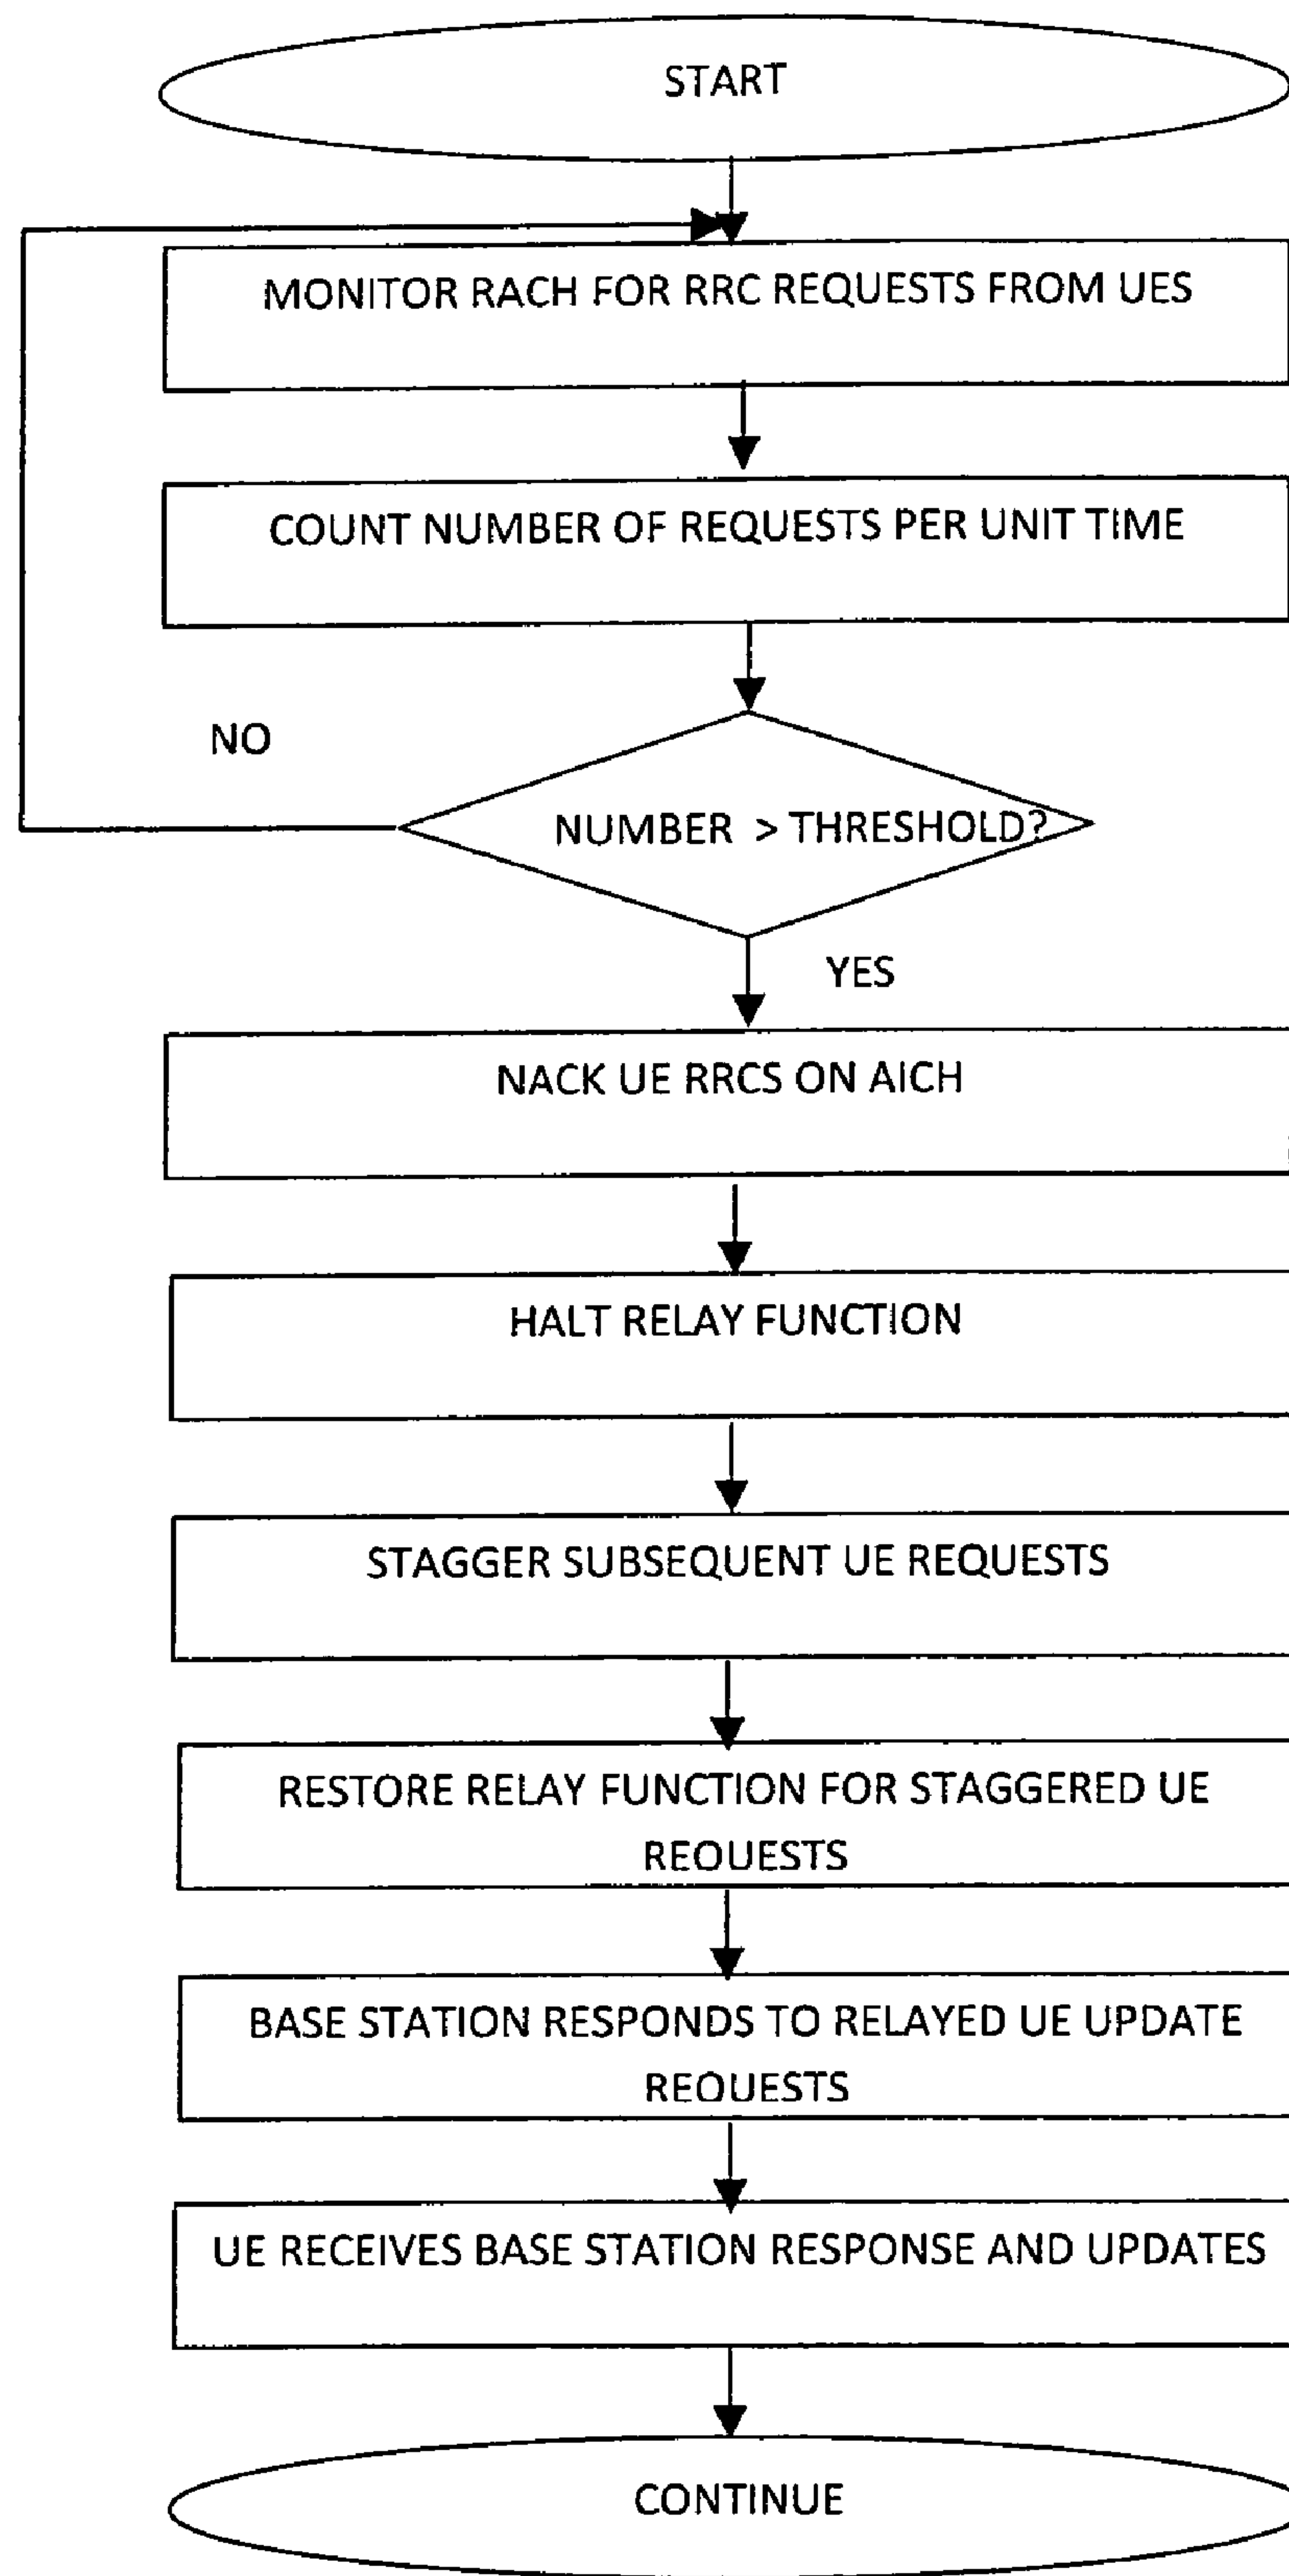 START
MONITOR RACH FOR RRC REQUESTS FROM UES
COUNT NUMBER OF REQUESTS PER UNIT TIME
NO
NUMBER > THRESHOLD?
YES
NACK UE RRCS ON AICH
HALT RELAY FUNCTION
STAGGER SUBSEQUENT UE REQUESTS
RESTORE RELAY FUNCTION FOR STAGGERED UE
REQUESTS
BASE STATION RESPONDS TO RELAYED UE UPDATE
REQUESTS
UE RECEIVES BASE STATION RESPONSE AND UPDATES
CONTINUE